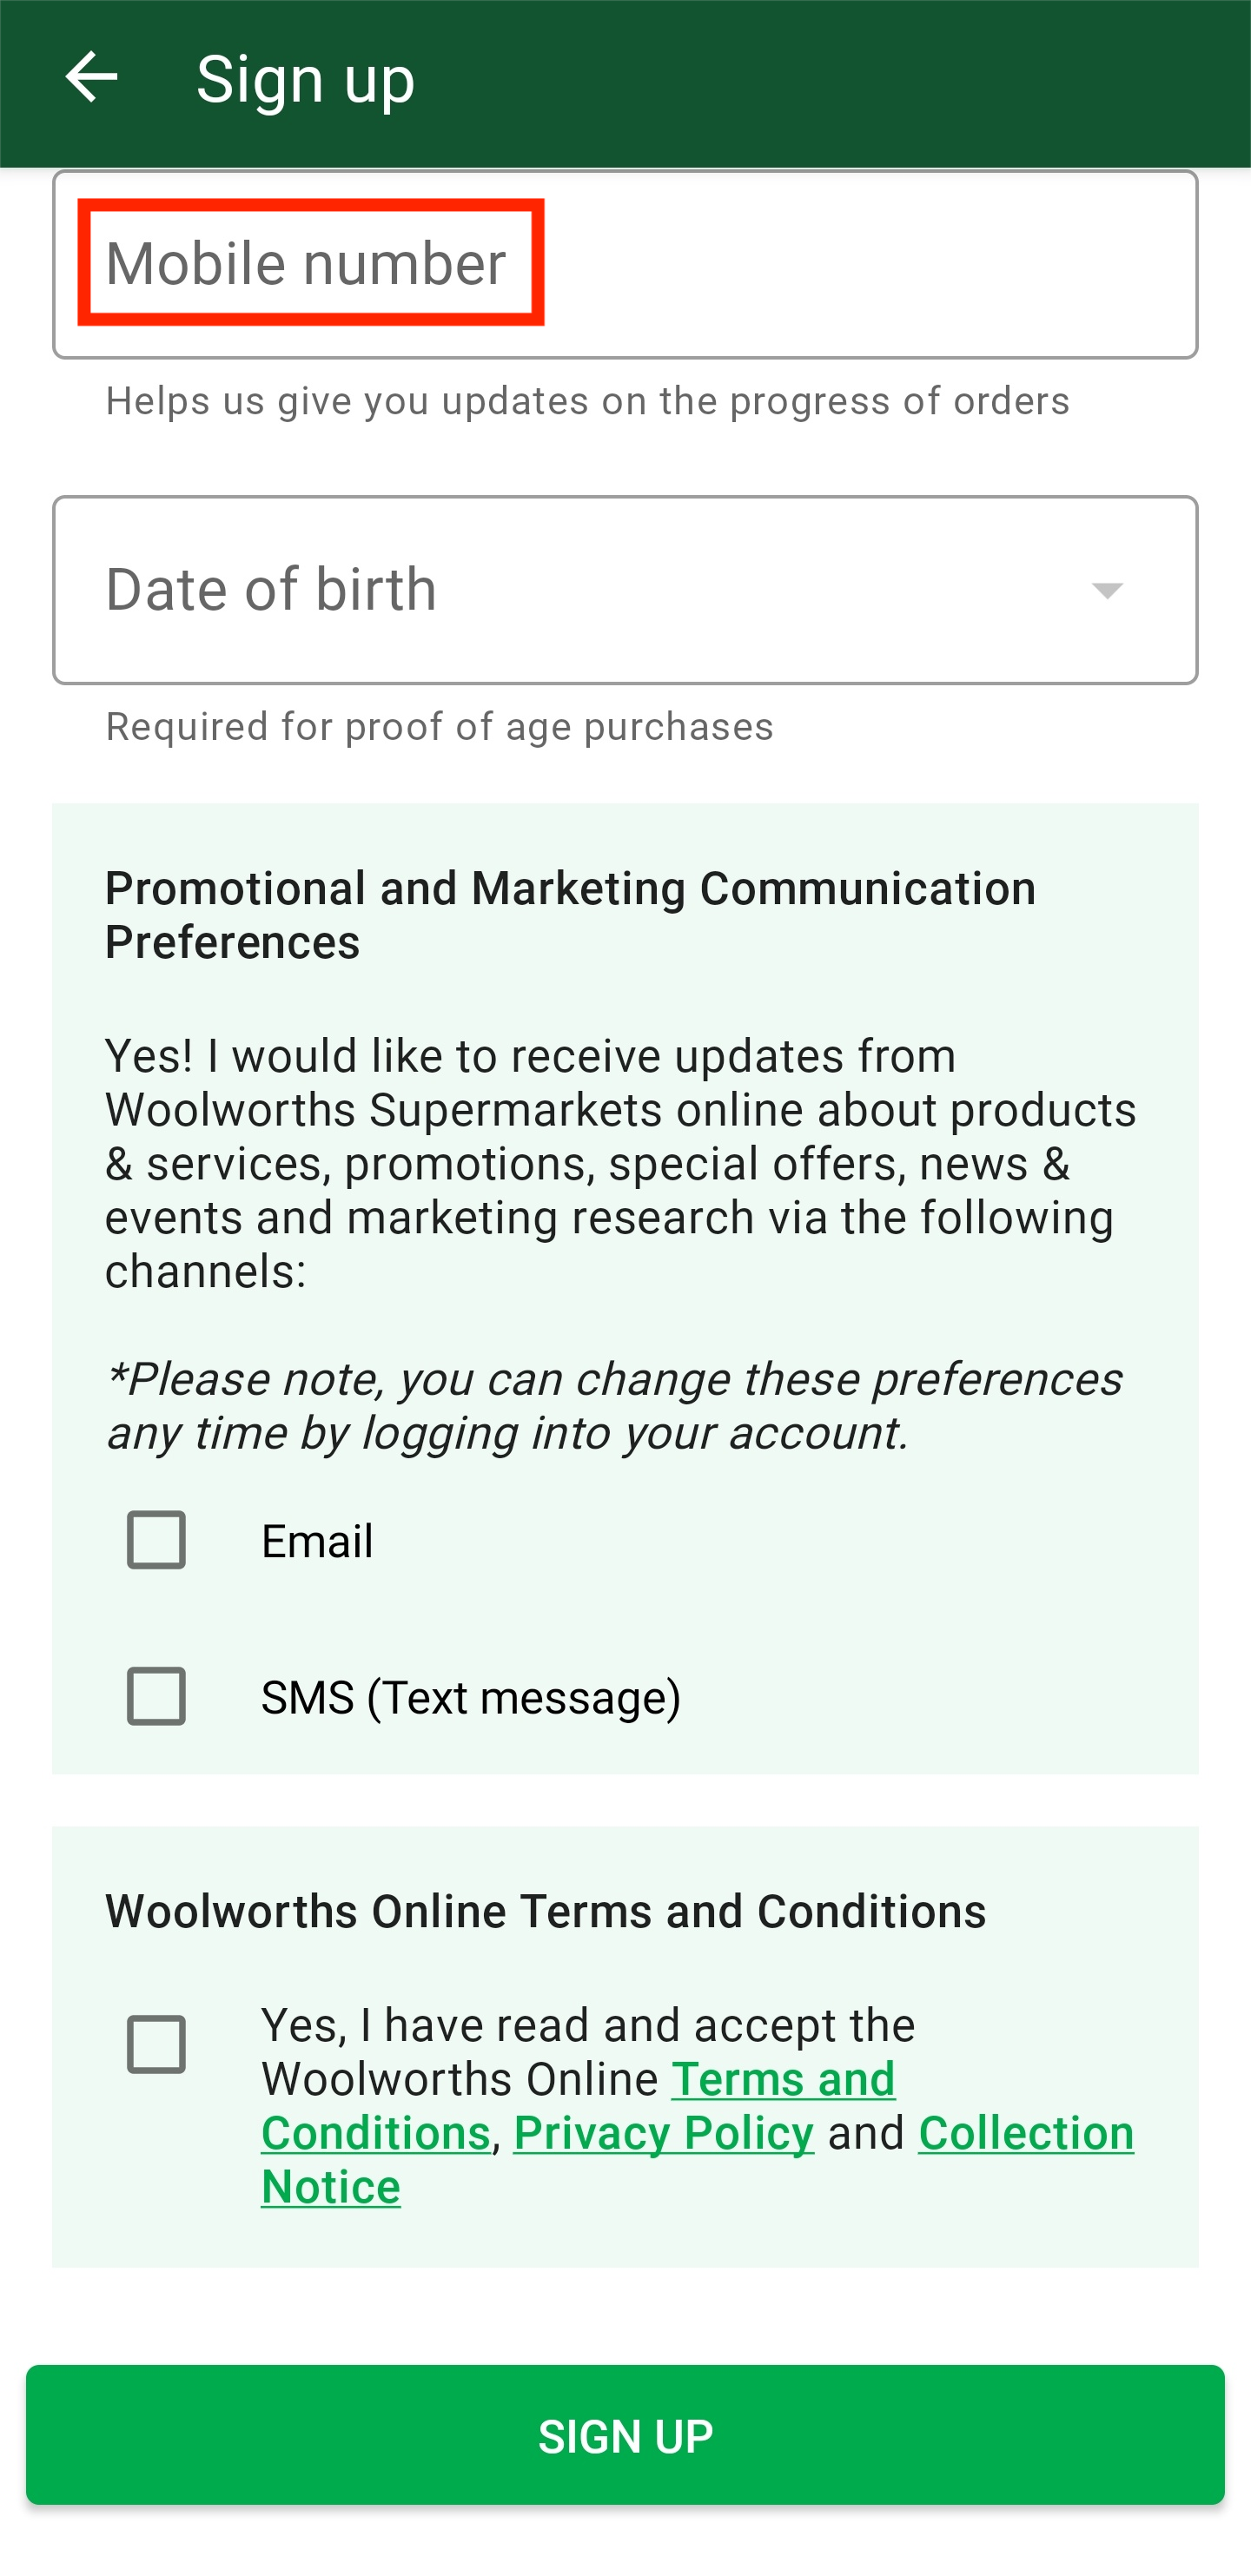 Sign up
Mobile number
Helps us give you updates on the progress of orders
Date of birth
Required for proof of age purchases
Promotional and Marketing Communication
Preferences
Yes! I would like to receive updates from
Woolworths Supermarkets online about products
& services, promotions, special offers, news &
events and marketing research via the following
channels:
*Please note, you can change these preferences
any time by logging into your account.
Email
SMS (Text message)
Woolworths Online Terms and Conditions
Yes, I have read and accept the
Woolworths Online Terms and
Conditions, Privacy Policy and Collection
Notice
SIGN UP